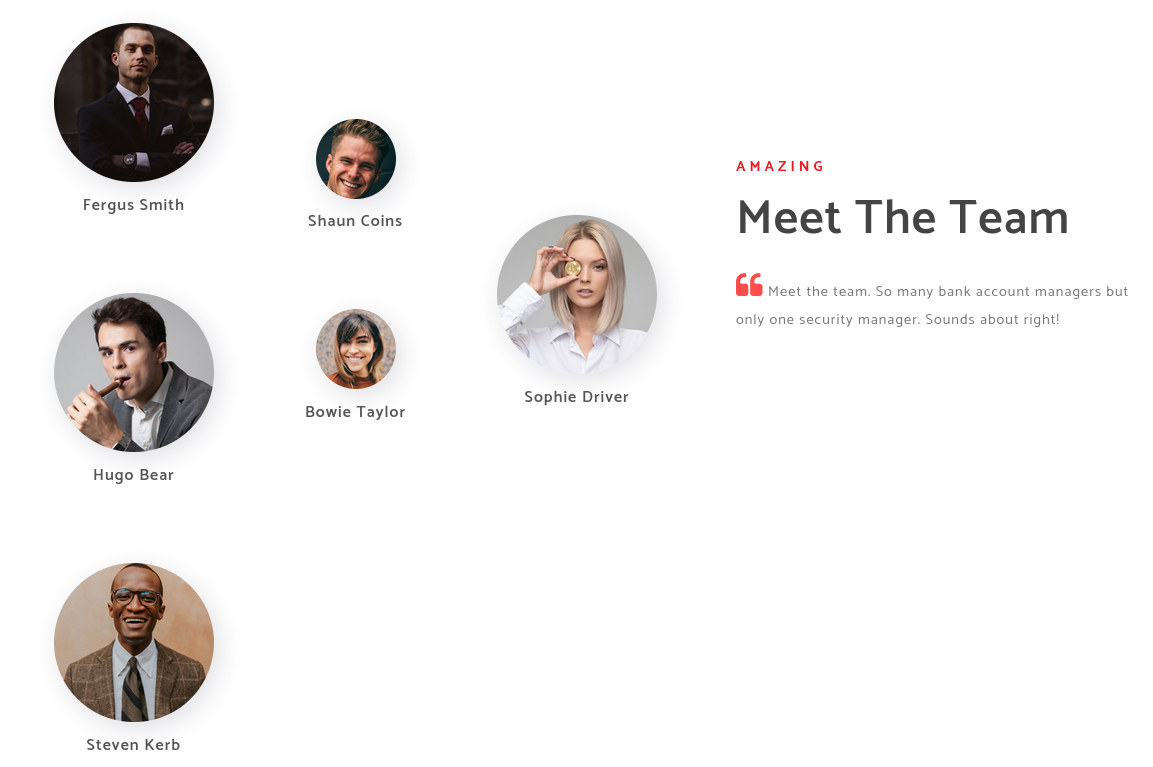 Fergus Smith
Shaun Coins
Hugo Bear
Bowie Taylor
Sophie Driver
Steven Kerb
AMAZING
Meet The Team
Meet the team. So many bank account managers but
only one security manager. Sounds about right!